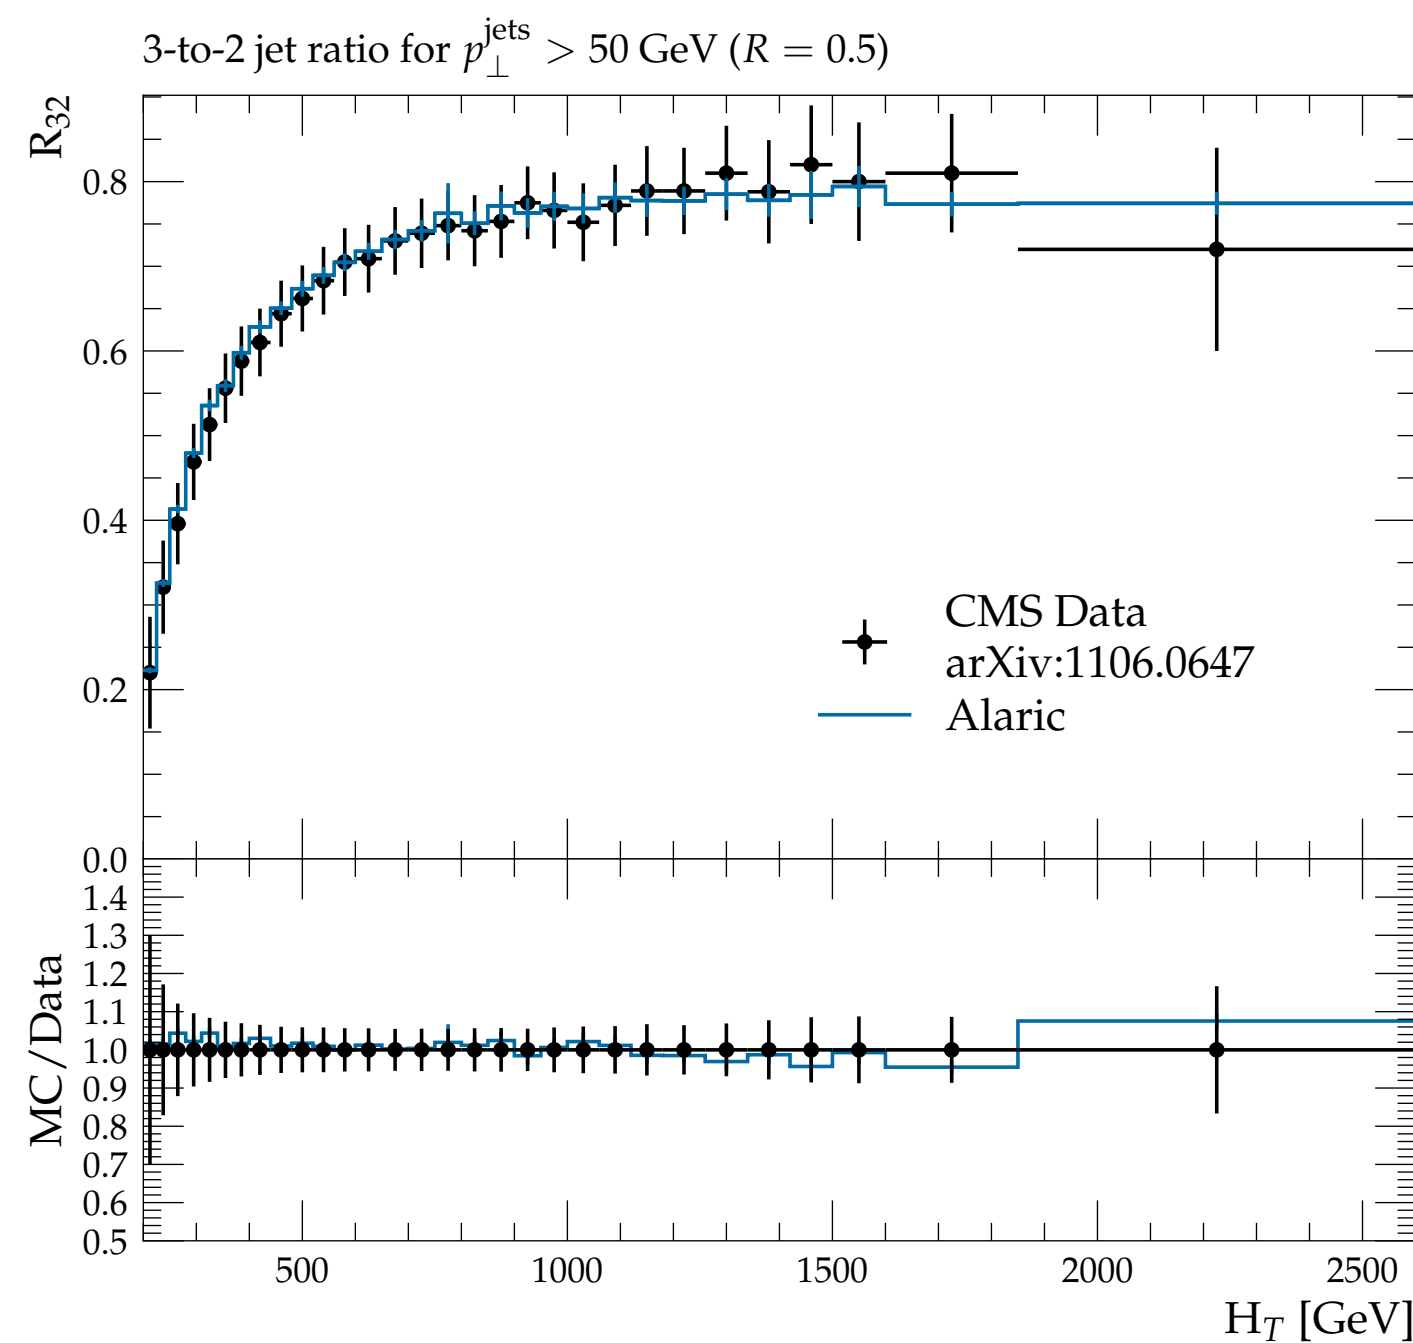 3-to-2 jet ratio for p⊥^jets > 50 GeV (R = 0.5)
R32
0.8
0.6
0.4
0.2
0.0
CMS Data
arXiv:1106.0647
Alaric
MC/Data
1.4
1.3
1.2
1.1
1.0
0.9
0.8
0.7
0.6
0.5
500 1000 1500 2000 2500
HT [GeV]